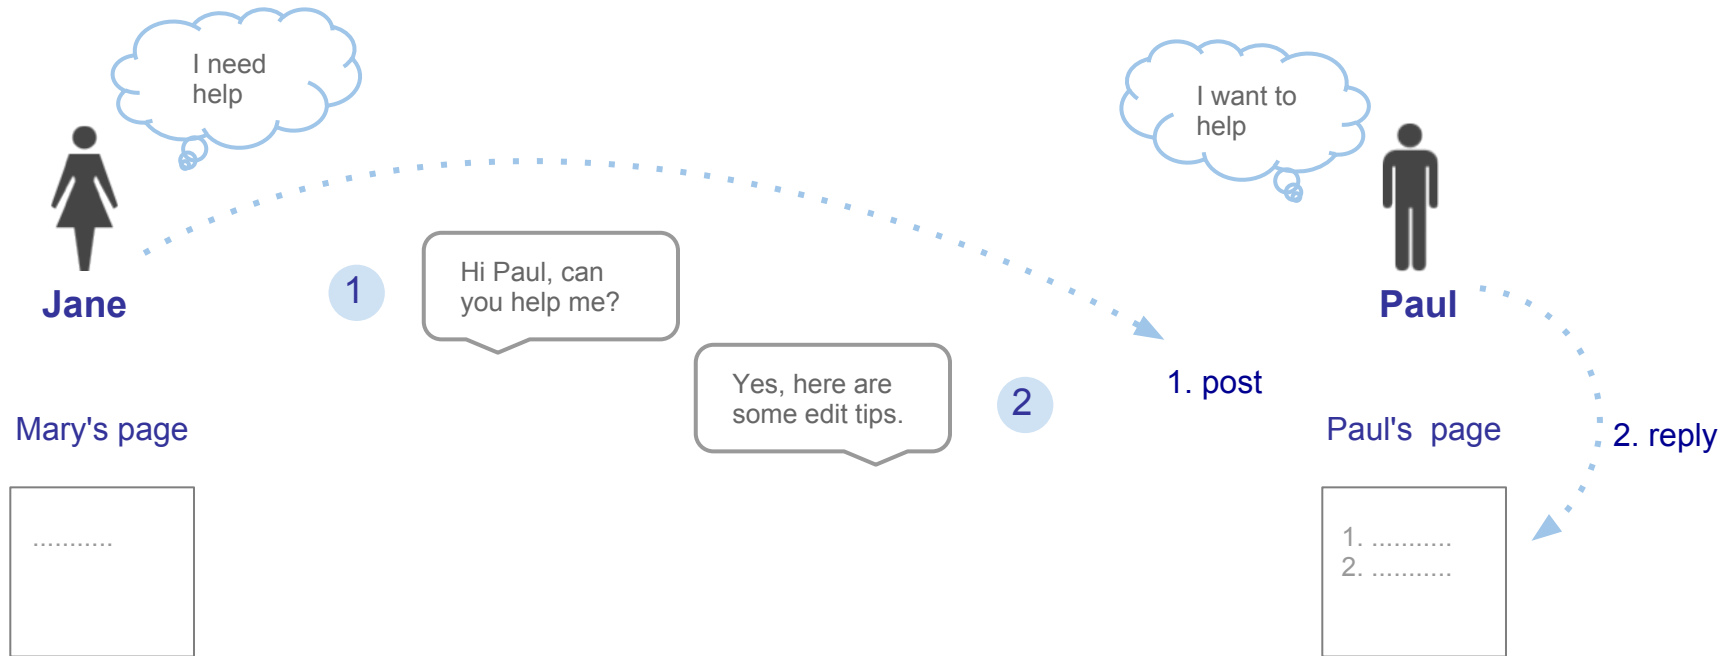 I need
help
I want to
help
Jane
1
Hi Paul, can
you help me?
Paul
Yes, here are
some edit tips.
2
1. post
Mary's page
Paul's page
2. reply
...........
1. ...........
2. ...........